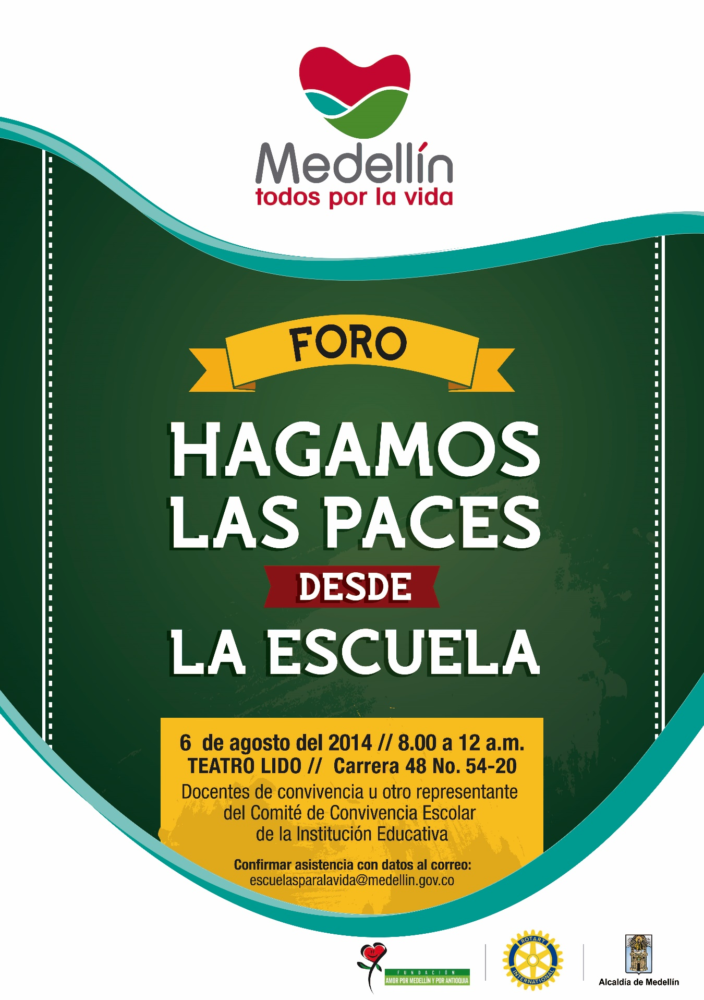 Medellín
todos por la vida
FORO
HAGAMOS
LAS PACES
DESDE
LA ESCUELA
6 de agosto del 2014 // 8.00 a 12 a.m.
TEATRO LIDO // Carrera 48 No. 54-20
Docentes de convivencia u otro representante
del Comité de Convivencia Escolar
de la Institución Educativa
Confirmar asistencia con datos al correo:
escuelasparalavida@medellin.gov.co
FUNDACIÓN
AMOR POR MEDELLÍN Y POR ANTIOQUIA
ROTARY
INTERNATIONAL
Alcaldía de Medellín